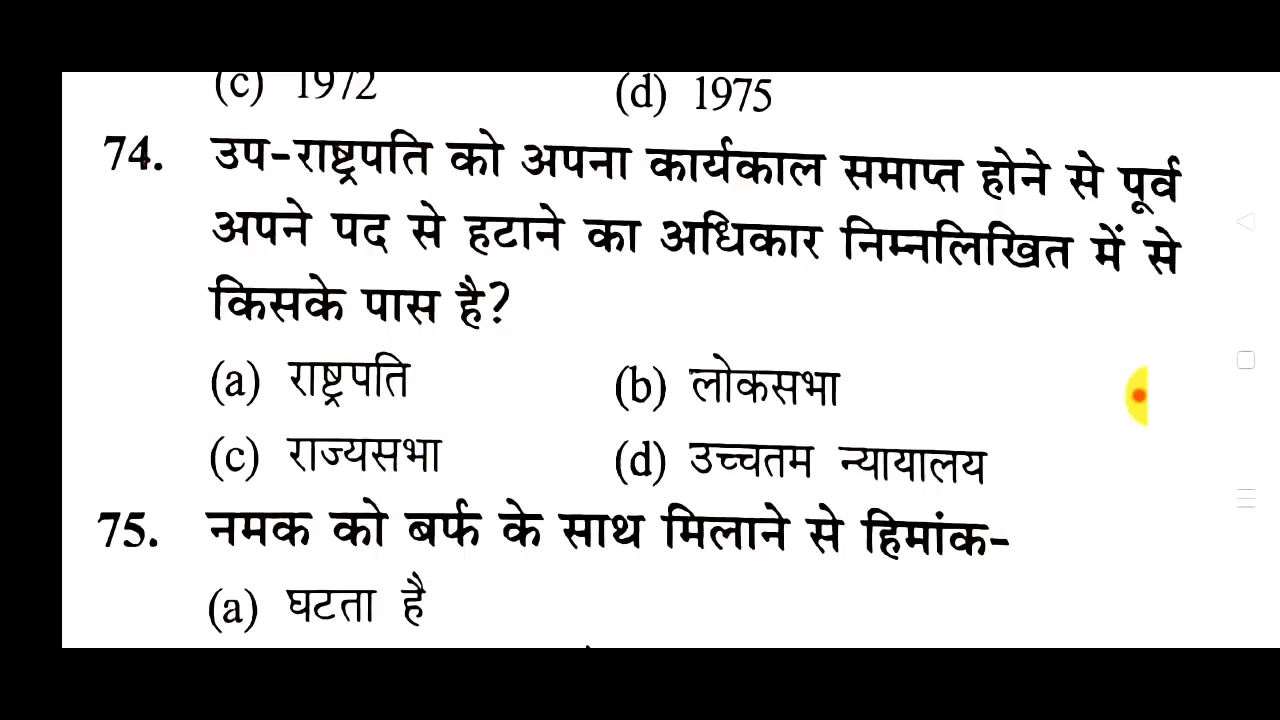 (c) 1972 (d) 1975
74. उप-राष्ट्रपति को अपना कार्यकाल समाप्त होने से पूर्व
अपने पद से हटाने का अधिकार निम्नलिखित में से
किसके पास है?
(a) राष्ट्रपति (b) लोकसभा
(c) राज्यसभा (d) उच्चतम न्यायालय
75. नमक को बर्फ के साथ मिलाने से हिमांक-
(a) घटता है